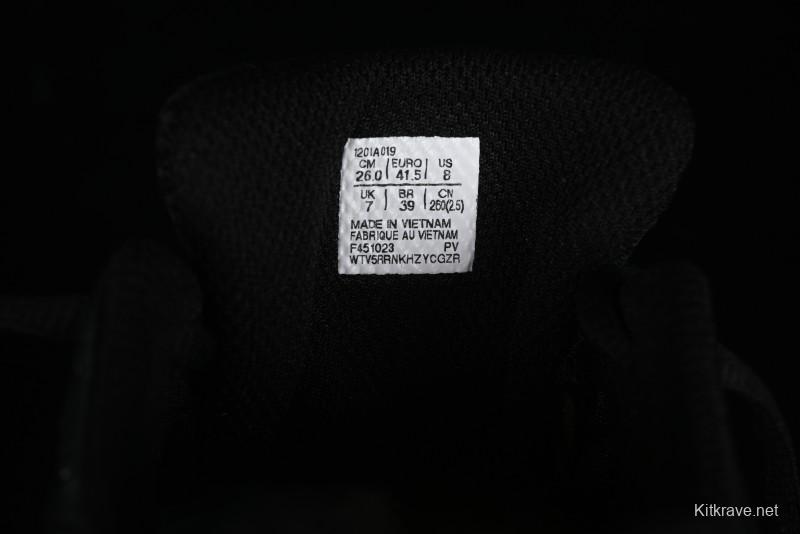 1201A019
CM | EURO | US
26.0 | 41.5 | 8
UK | BR | CN
7 | 39 | 260(2.5)
MADE IN VIETNAM
FABRIQUE AU VIETNAM
F451023 PV
WTV5RRNKHZYCGZR
Kitkrave.net